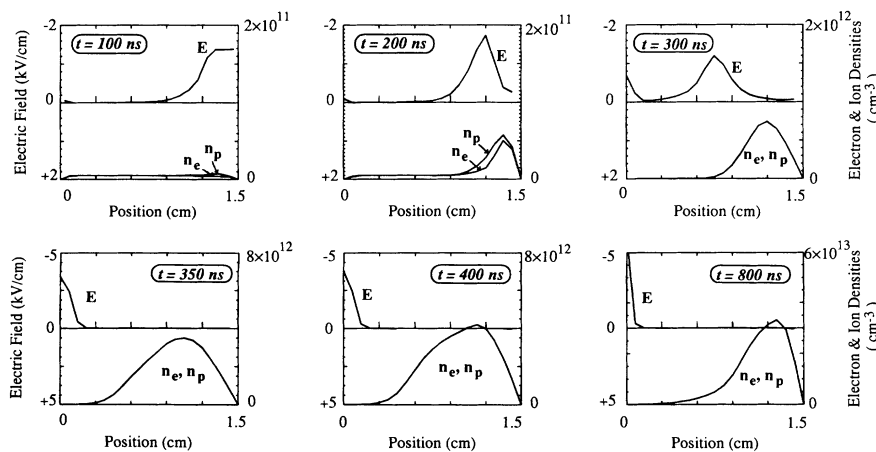 -2
2×10^11
t = 100 ns
E
0
n_p
n_e
+2
0
0
1.5
Position (cm)
Electric Field (kV/cm)
-2
2×10^11
t = 200 ns
E
0
n_p
n_e
+2
0
0
1.5
Position (cm)
-2
2×10^12
t = 300 ns
E
0
n_e, n_p
+2
0
0
1.5
Position (cm)
Electron & Ion Densities
( cm^-3 )
-5
8×10^12
t = 350 ns
E
0
n_e, n_p
+5
0
0
1.5
Position (cm)
Electric Field (kV/cm)
-5
8×10^12
t = 400 ns
E
0
n_e, n_p
+5
0
0
1.5
Position (cm)
-5
6×10^13
t = 800 ns
E
0
n_e, n_p
+5
0
0
1.5
Position (cm)
Electron & Ion Densities
( cm^-3 )